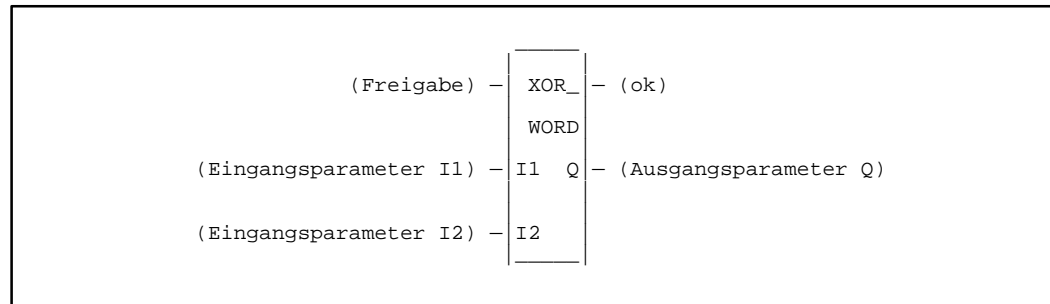 (Freigabe) — XOR_ — (ok)
WORD
(Eingangsparameter I1) — I1 Q — (Ausgangsparameter Q)
(Eingangsparameter I2) — I2